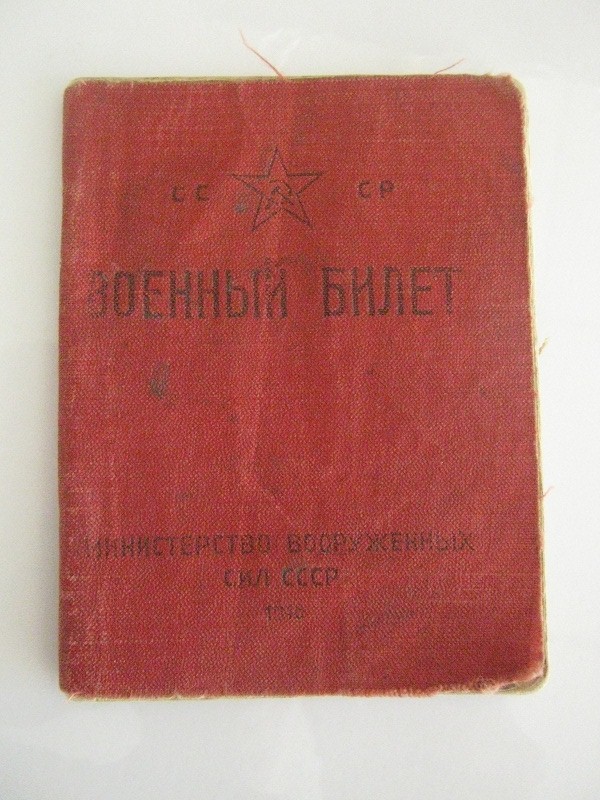 СС СР
ВОЕННЫЙ БИЛЕТ
МИНИСТЕРСТВО ВООРУЖЕННЫХ
СИЛ СССР